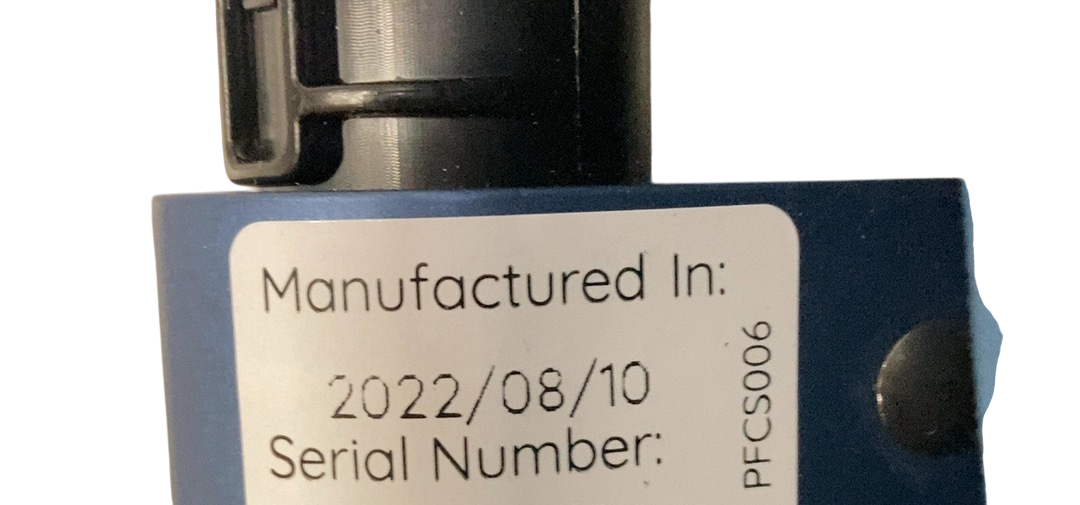 Manufactured In:
2022/08/10
Serial Number:
PFCS006